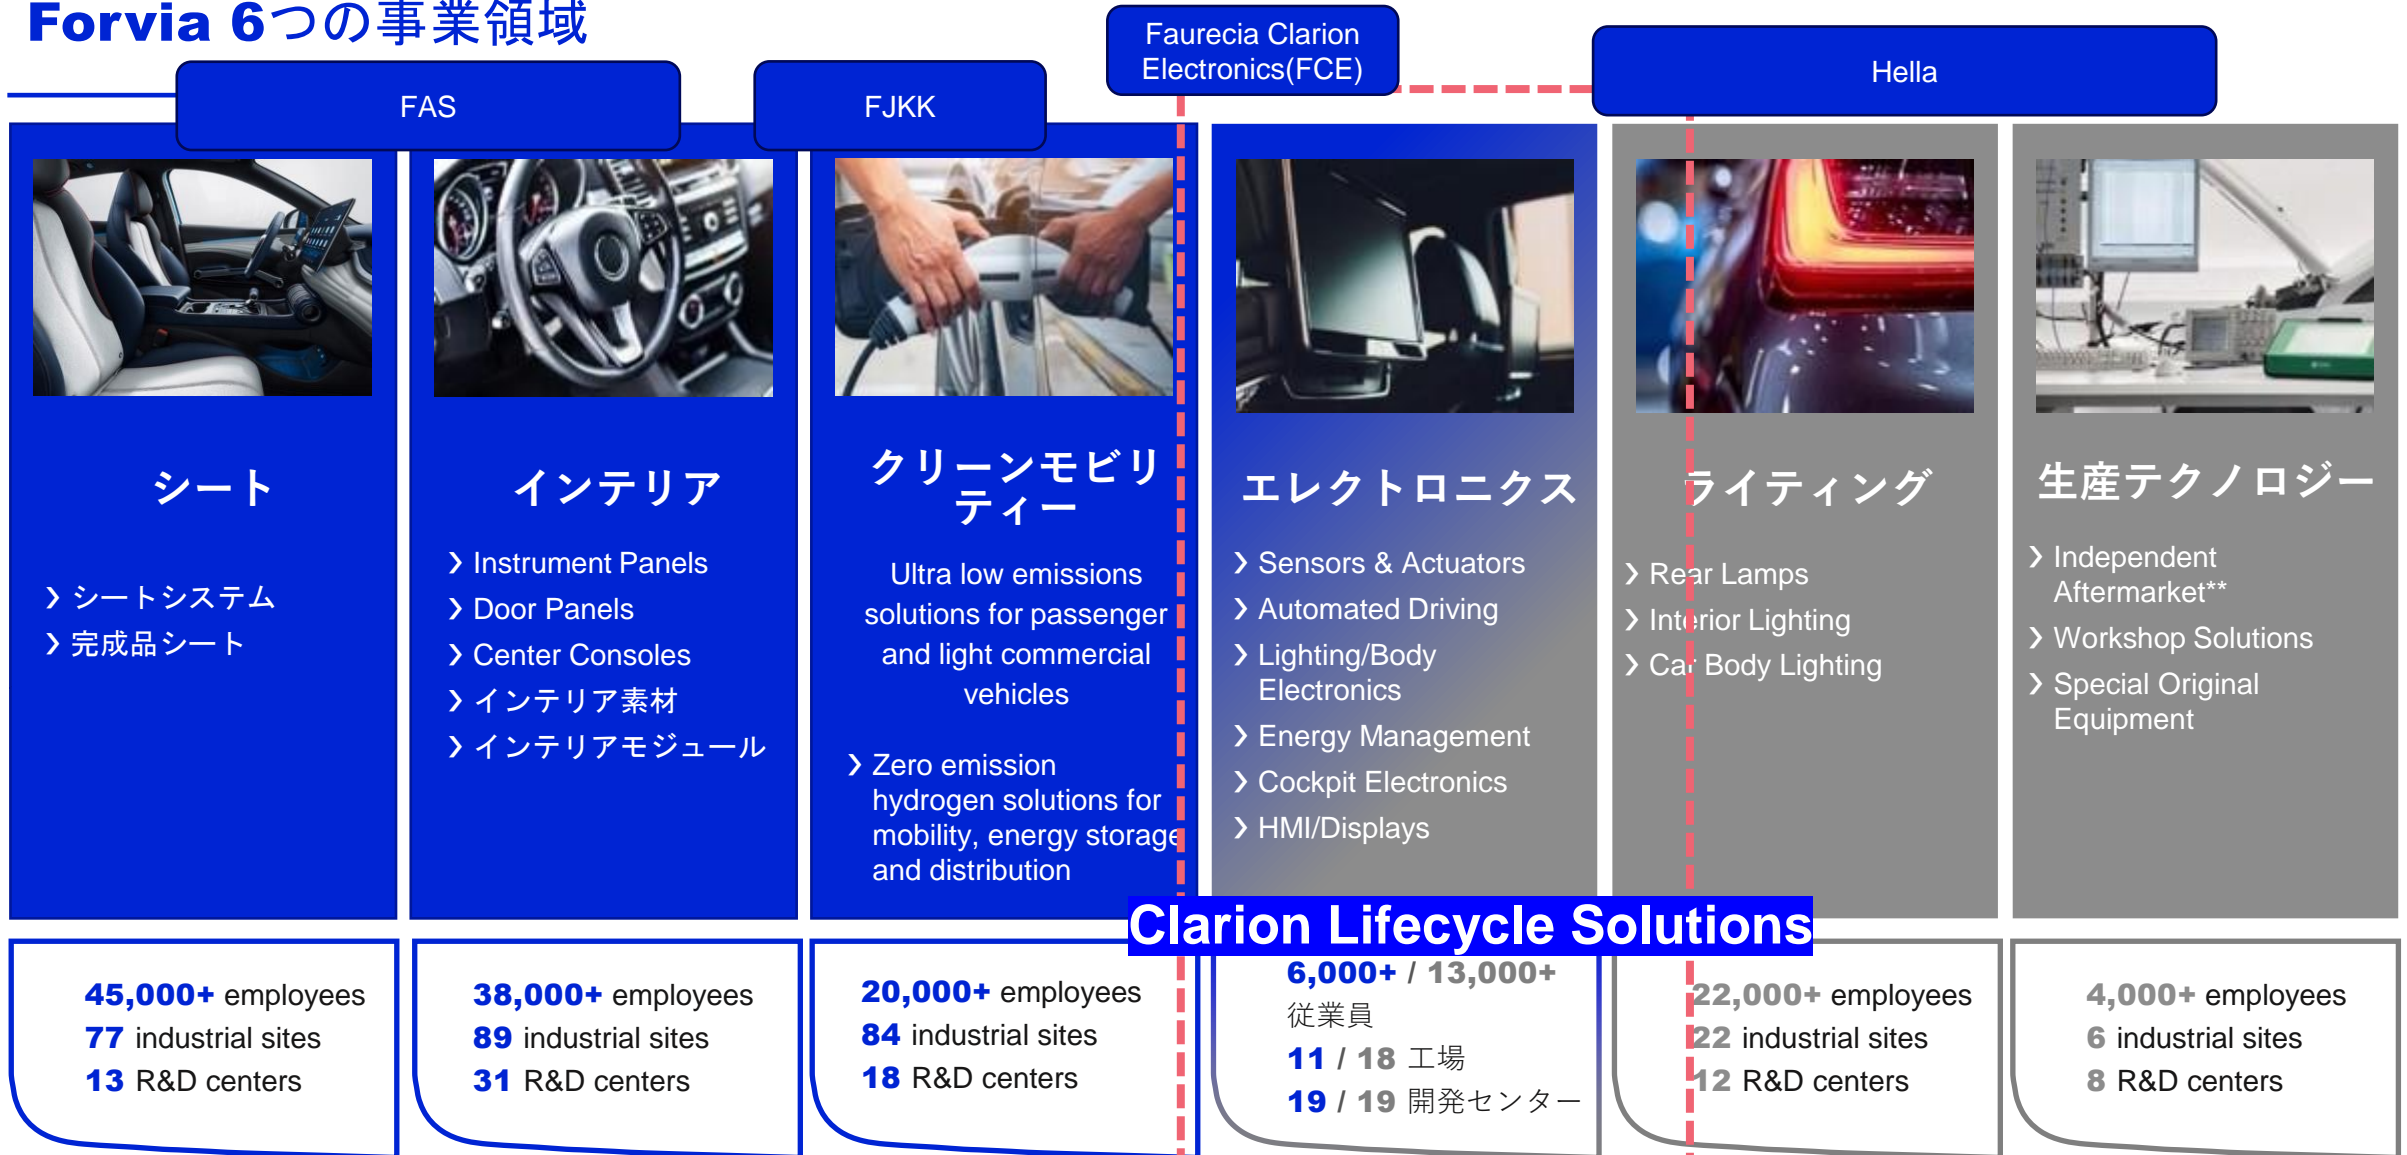 Forvia 6つの事業領域
FAS
FJKK
Faurecia Clarion
Electronics(FCE)
Hella
シート
› シートシステム
› 完成品シート
インテリア
› Instrument Panels
› Door Panels
› Center Consoles
› インテリア素材
› インテリアモジュール
クリーンモビリ
ティー
Ultra low emissions
solutions for passenger
and light commercial
vehicles
› Zero emission
hydrogen solutions for
mobility, energy storage
and distribution
エレクトロニクス
› Sensors & Actuators
› Automated Driving
› Lighting/Body
Electronics
› Energy Management
› Cockpit Electronics
› HMI/Displays
ライティング
› Rear Lamps
› Interior Lighting
› Car Body Lighting
生産テクノロジー
› Independent
Aftermarket**
› Workshop Solutions
› Special Original
Equipment
Clarion Lifecycle Solutions
45,000+ employees
77 industrial sites
13 R&D centers
38,000+ employees
89 industrial sites
31 R&D centers
20,000+ employees
84 industrial sites
18 R&D centers
6,000+ / 13,000+
従業員
11 / 18 工場
19 / 19 開発センター
22,000+ employees
22 industrial sites
12 R&D centers
4,000+ employees
6 industrial sites
8 R&D centers